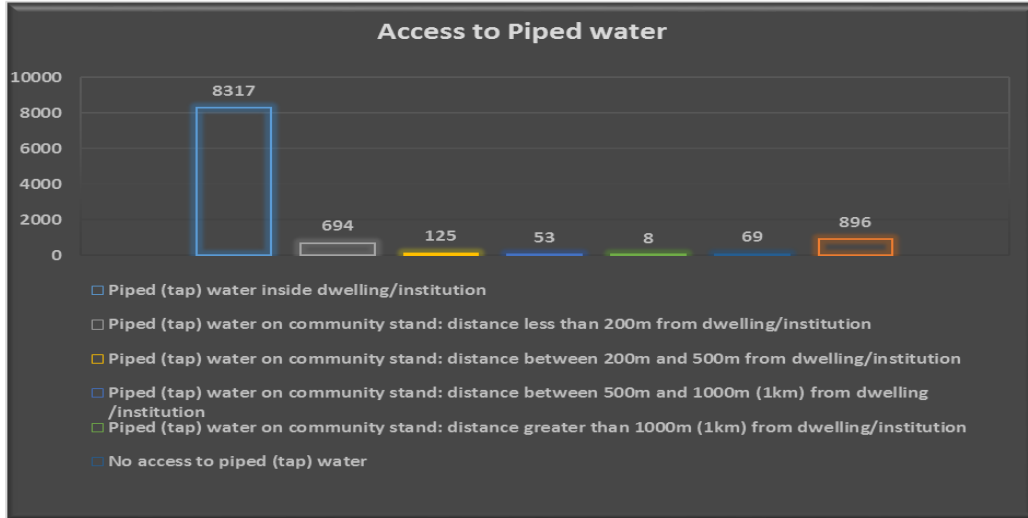 Access to Piped water
10000
8000
6000
4000
2000
0
8317
694
125
53
8
69
896
Piped (tap) water inside dwelling/institution
Piped (tap) water on community stand: distance less than 200m from dwelling/institution
Piped (tap) water on community stand: distance between 200m and 500m from dwelling/institution
Piped (tap) water on community stand: distance between 500m and 1000m (1km) from dwelling
/institution
Piped (tap) water on community stand: distance greater than 1000m (1km) from dwelling/institution
No access to piped (tap) water